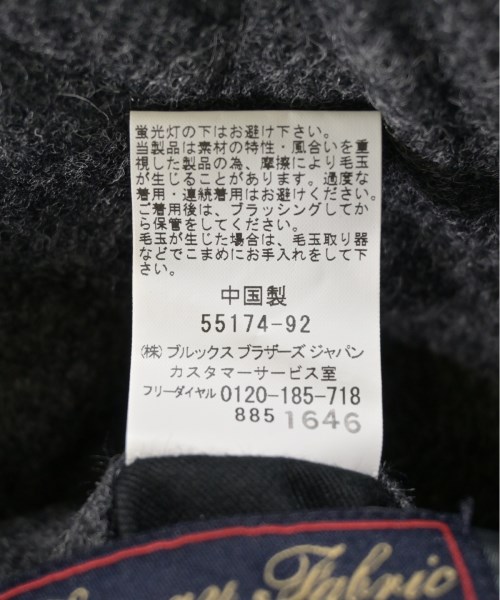 蛍光灯の下はお避け下さい。
当製品は素材の特性・風合いを重
視した製品の為、摩擦により毛玉
が生じることがあります。過度な
着用・連続着用はお避けください。
ご着用後は、ブラッシングしてか
ら保管をしてください。
毛玉が生じた場合は、毛玉取り器
などでこまめにお手入れをして下
さい。
中国製
55174-92
(株)ブルックス ブラザーズ ジャパン
カスタマーサービス室
フリーダイヤル 0120-185-718
885 1646
Fabric